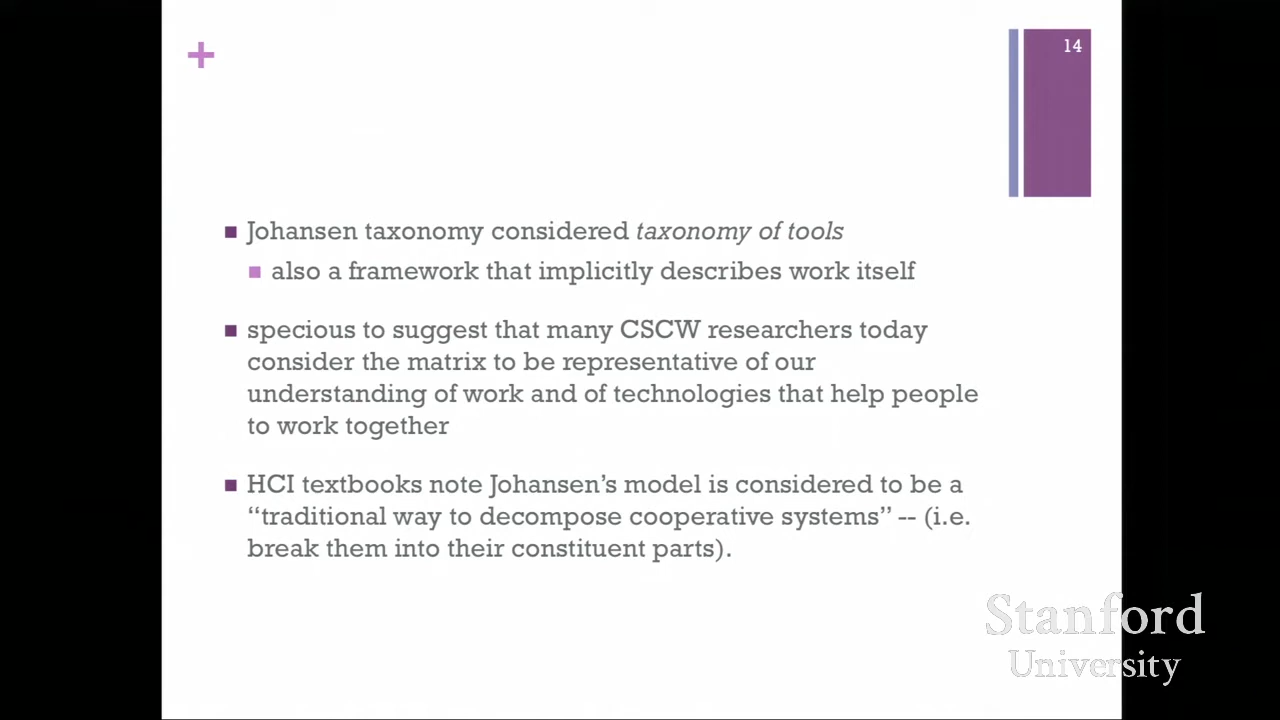 +
14
Johansen taxonomy considered taxonomy of tools
also a framework that implicitly describes work itself
specious to suggest that many CSCW researchers today
consider the matrix to be representative of our
understanding of work and of technologies that help people
to work together
HCI textbooks note Johansen’s model is considered to be a
“traditional way to decompose cooperative systems” -- (i.e.
break them into their constituent parts).
Stanford
University